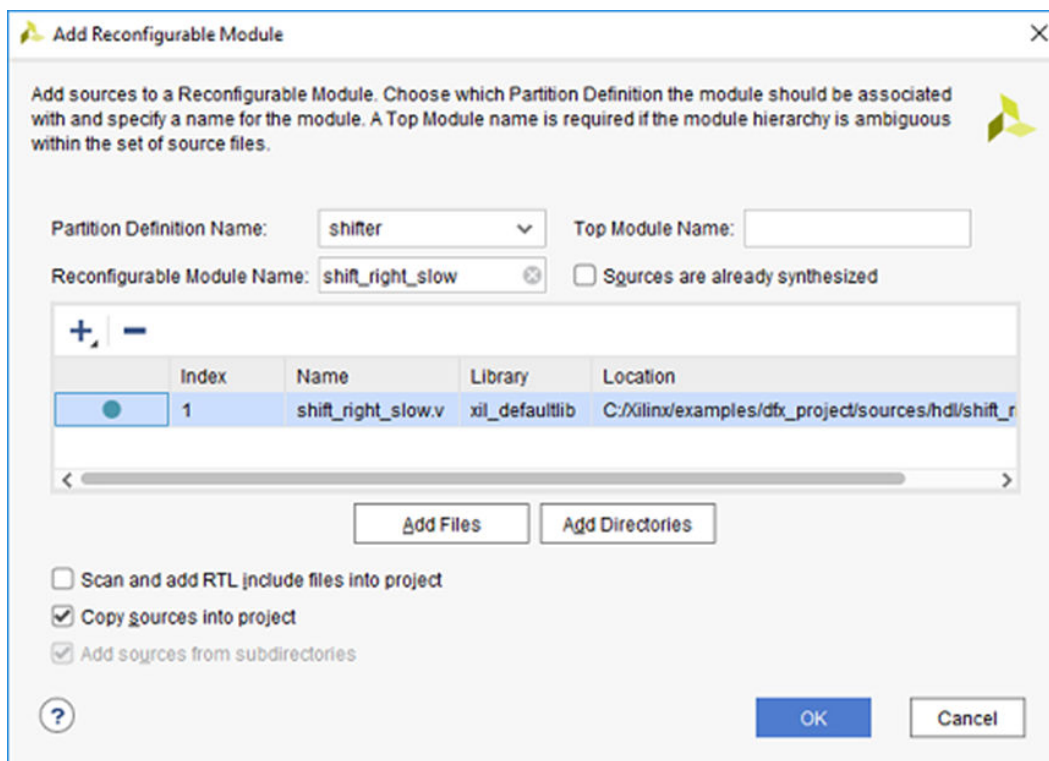 Add Reconfigurable Module
Add sources to a Reconfigurable Module. Choose which Partition Definition the module should be associated
with and specify a name for the module. A Top Module name is required if the module hierarchy is ambiguous
within the set of source files.
Partition Definition Name: shifter Top Module Name:
Reconfigurable Module Name: shift_right_slow Sources are already synthesized
Index Name Library Location
1 shift_right_slow.v xil_defaultlib C:/Xilinx/examples/dfx_project/sources/hdl/shift_r
Add Files Add Directories
Scan and add RTL include files into project
Copy sources into project
Add sources from subdirectories
? OK Cancel